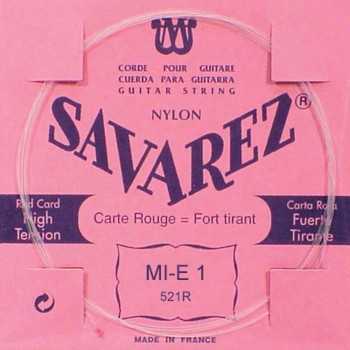 CORDE POUR GUITARE
CUERDA PARA GUITARRA
GUITAR STRING
NYLON
SAVAREZ®
Red Card
High
Tension
Carte Rouge = Fort tirant
Carta Roja
Fuerte
Tirante
MI-E 1
521R
MADE IN FRANCE